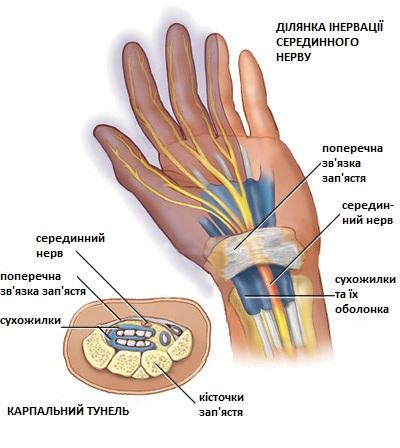 ДІЛЯНКА ІНЕРВАЦІЇ
СЕРЕДИННОГО
НЕРВУ
поперечна
зв'язка
зап'ястя
середин-
ний нерв
сухожилки
та їх
оболонка
серединний
нерв
поперечна
зв'язка зап'ястя
сухожилки
кісточки
зап'ястя
КАРПАЛЬНИЙ ТУНЕЛЬ